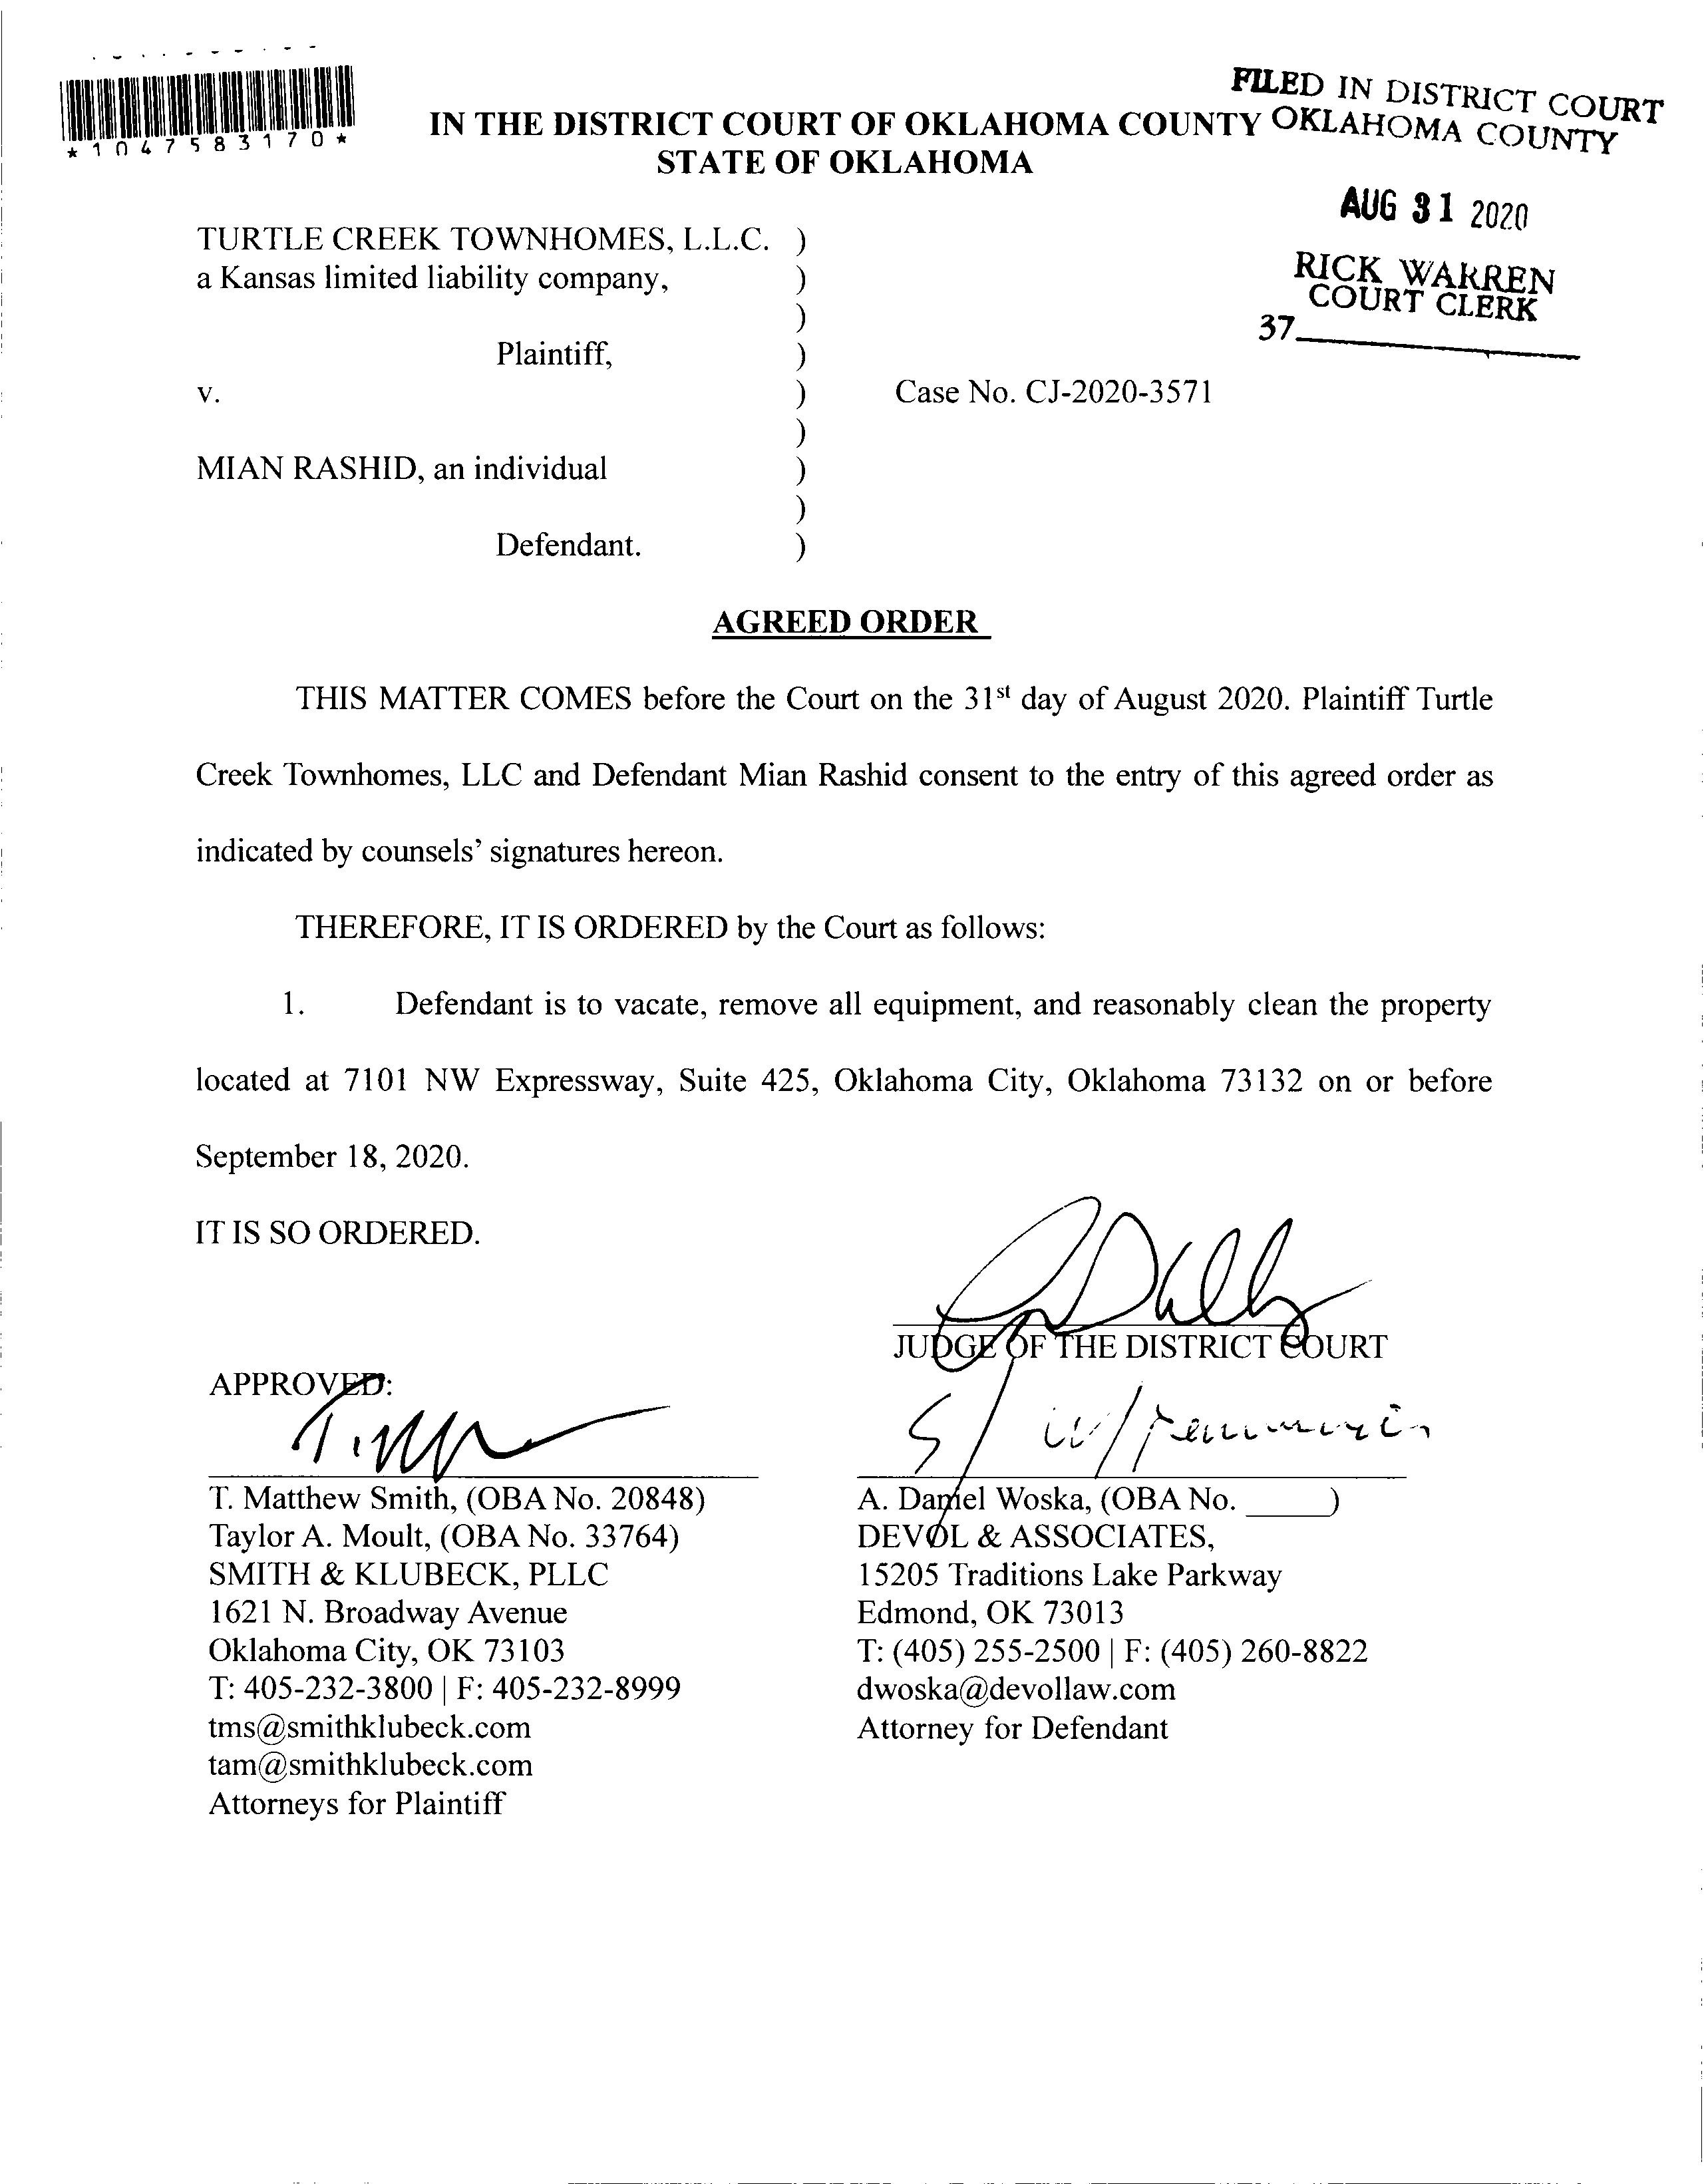 *1047583170*
FILED IN DISTRICT COURT
OKLAHOMA COUNTY
IN THE DISTRICT COURT OF OKLAHOMA COUNTY
STATE OF OKLAHOMA
AUG 31 2020
RICK WARREN
COURT CLERK
37
TURTLE CREEK TOWNHOMES, L.L.C. )
a Kansas limited liability company, )
)
Plaintiff, )
v. ) Case No. CJ-2020-3571
)
MIAN RASHID, an individual )
)
Defendant. )
AGREED ORDER
THIS MATTER COMES before the Court on the 31st day of August 2020. Plaintiff Turtle
Creek Townhomes, LLC and Defendant Mian Rashid consent to the entry of this agreed order as
indicated by counsels' signatures hereon.
THEREFORE, IT IS ORDERED by the Court as follows:
1. Defendant is to vacate, remove all equipment, and reasonably clean the property
located at 7101 NW Expressway, Suite 425, Oklahoma City, Oklahoma 73132 on or before
September 18, 2020.
IT IS SO ORDERED.
JUDGE OF THE DISTRICT COURT
APPROVED:
S/ w/permission
T. Matthew Smith, (OBA No. 20848)
Taylor A. Moult, (OBA No. 33764)
SMITH & KLUBECK, PLLC
1621 N. Broadway Avenue
Oklahoma City, OK 73103
T: 405-232-3800 | F: 405-232-8999
tms@smithklubeck.com
tam@smithklubeck.com
Attorneys for Plaintiff
A. Daniel Woska, (OBA No. ______)
DEVOL & ASSOCIATES,
15205 Traditions Lake Parkway
Edmond, OK 73013
T: (405) 255-2500 | F: (405) 260-8822
dwoska@devollaw.com
Attorney for Defendant